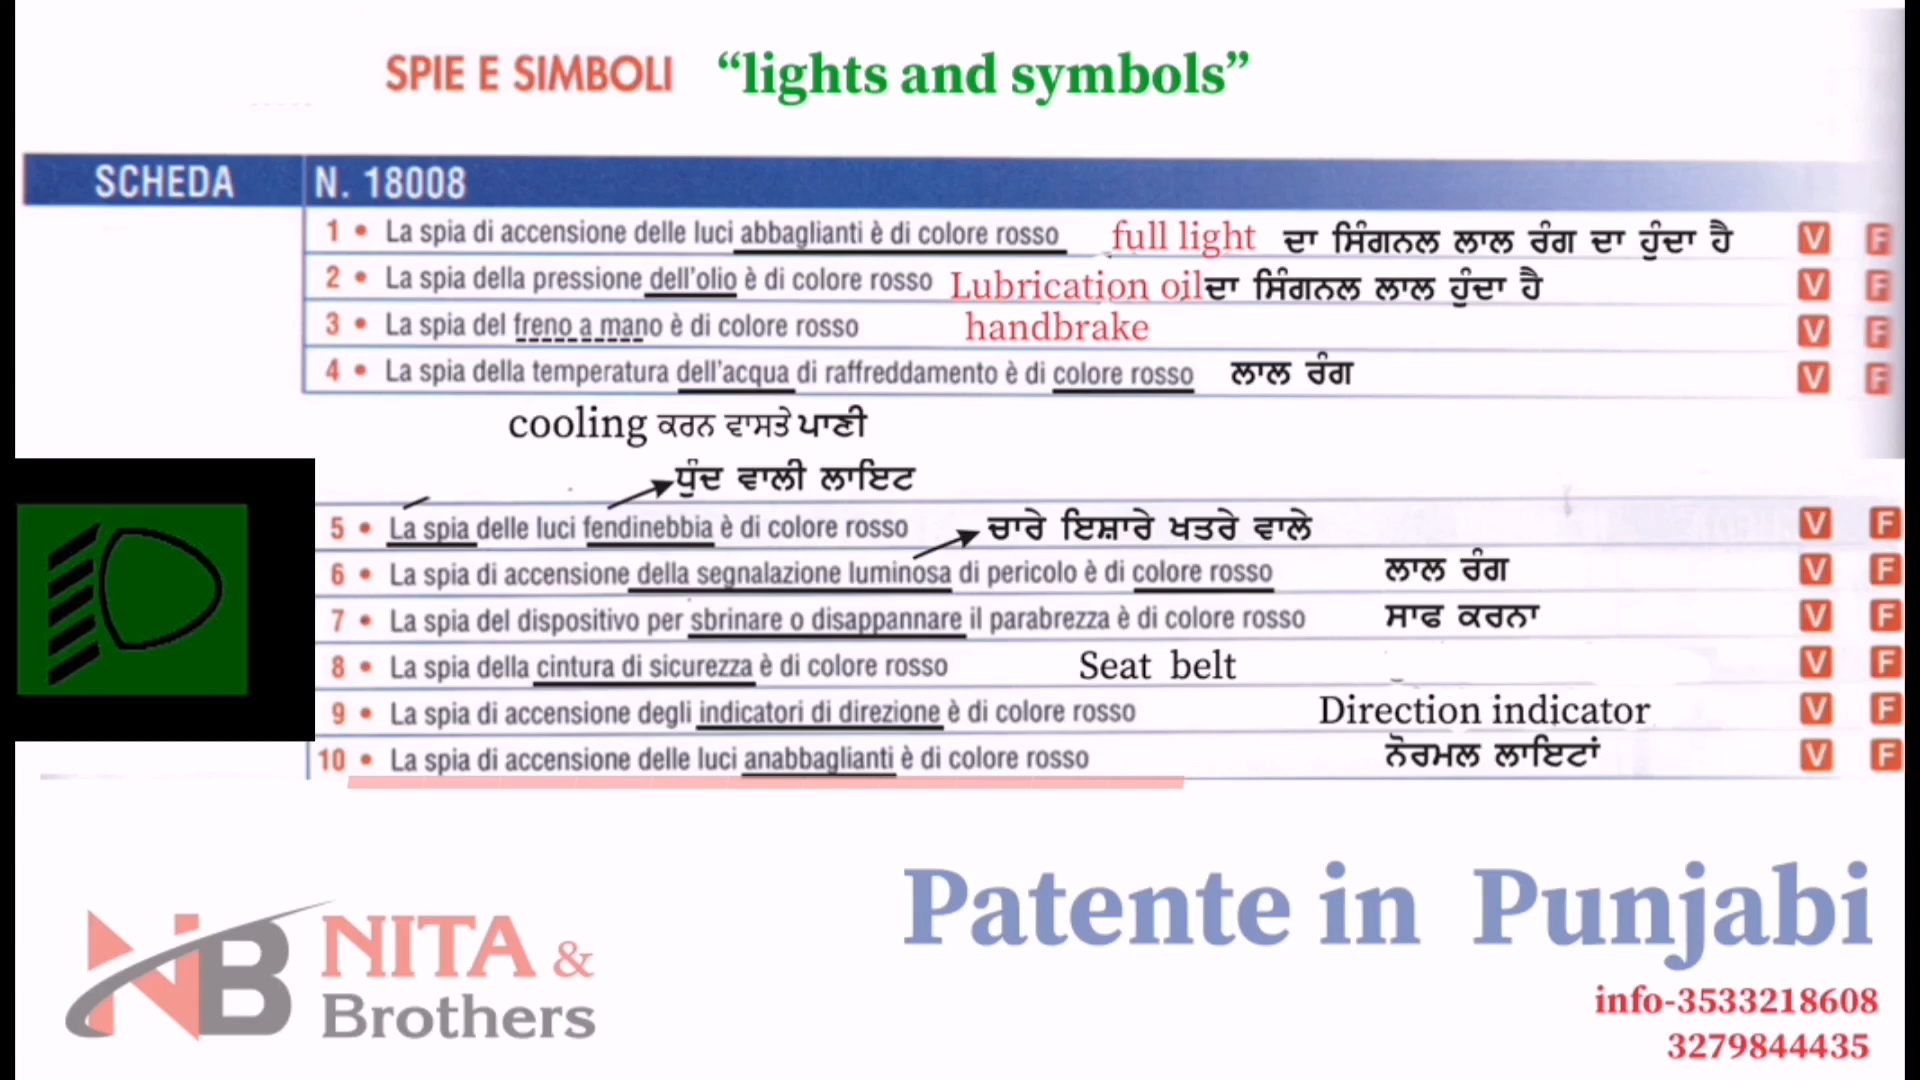 SPIE E SIMBOLI “lights and symbols”
SCHEDA N. 18008
1 • La spia di accensione delle luci abbaglianti è di colore rosso full light ਦਾ ਸਿੰਗਨਲ ਲਾਲ ਰੰਗ ਦਾ ਹੁੰਦਾ ਹੈ V F
2 • La spia della pressione dell'olio è di colore rosso Lubrication oil ਦਾ ਸਿੰਗਨਲ ਲਾਲ ਹੁੰਦਾ ਹੈ V F
3 • La spia del freno a mano è di colore rosso handbrake V F
4 • La spia della temperatura dell'acqua di raffreddamento è di colore rosso ਲਾਲ ਰੰਗ V F
cooling ਕਰਨ ਵਾਸਤੇ ਪਾਣੀ
ਧੁੰਦ ਵਾਲੀ ਲਾਇਟ
5 • La spia delle luci fendinebbia è di colore rosso ਚਾਰੇ ਇਸ਼ਾਰੇ ਖਤਰੇ ਵਾਲੇ V F
6 • La spia di accensione della segnalazione luminosa di pericolo è di colore rosso ਲਾਲ ਰੰਗ V F
7 • La spia del dispositivo per sbrinare o disappannare il parabrezza è di colore rosso ਸਾਫ ਕਰਨਾ V F
8 • La spia della cintura di sicurezza è di colore rosso Seat belt V F
9 • La spia di accensione degli indicatori di direzione è di colore rosso Direction indicator V F
10 • La spia di accensione delle luci anabbaglianti è di colore rosso ਨੋਰਮਲ ਲਾਇਟਾਂ V F
Patente in Punjabi
NB NITA &
Brothers
info-3533218608
3279844435